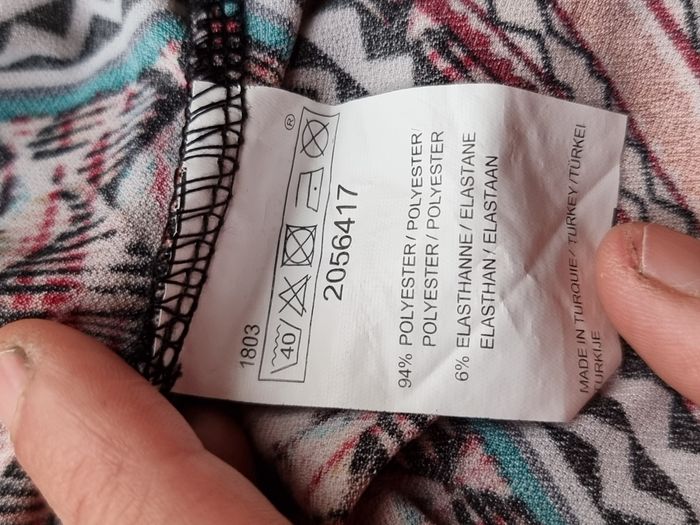 1803
40
®
2056417
94% POLYESTER / POLYESTER
POLYESTER / POLYESTER
6% ELASTHANNE / ELASTANE
ELASTHAN / ELASTAAN
MADE IN TURQUIE / TURKEY / TÜRKEI
TURKIJE